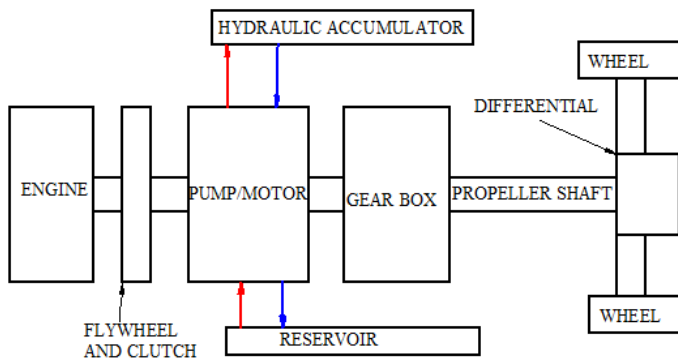 HYDRAULIC ACCUMULATOR
WHEEL
DIFFERENTIAL
ENGINE
PUMP/MOTOR
GEAR BOX
PROPELLER SHAFT
FLYWHEEL
AND CLUTCH
RESERVOIR
WHEEL